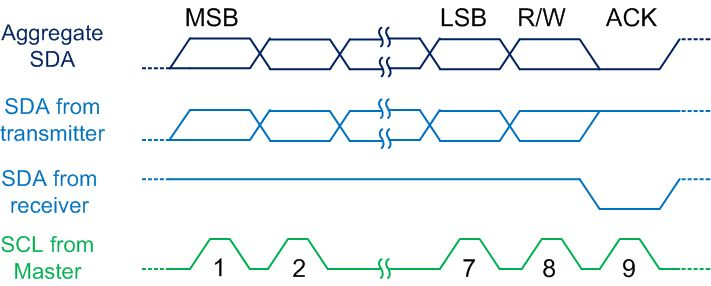 MSB LSB R/W ACK
Aggregate
SDA
SDA from
transmitter
SDA from
receiver
SCL from
Master
1 2 7 8 9